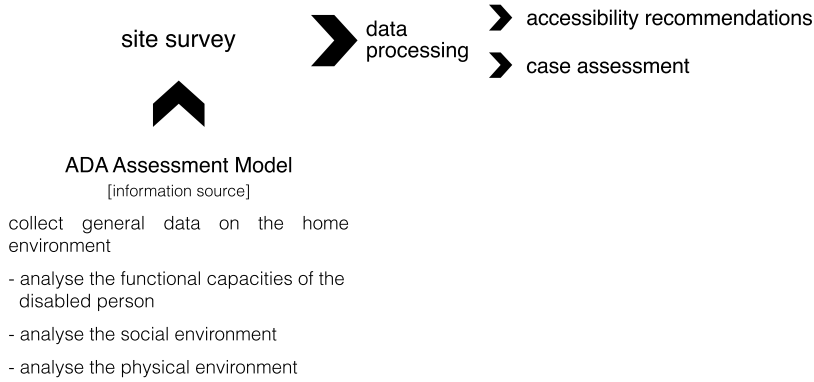 site survey
data
processing
accessibility recommendations
case assessment
ADA Assessment Model
[information source]
collect general data on the home
environment
- analyse the functional capacities of the
disabled person
- analyse the social environment
- analyse the physical environment